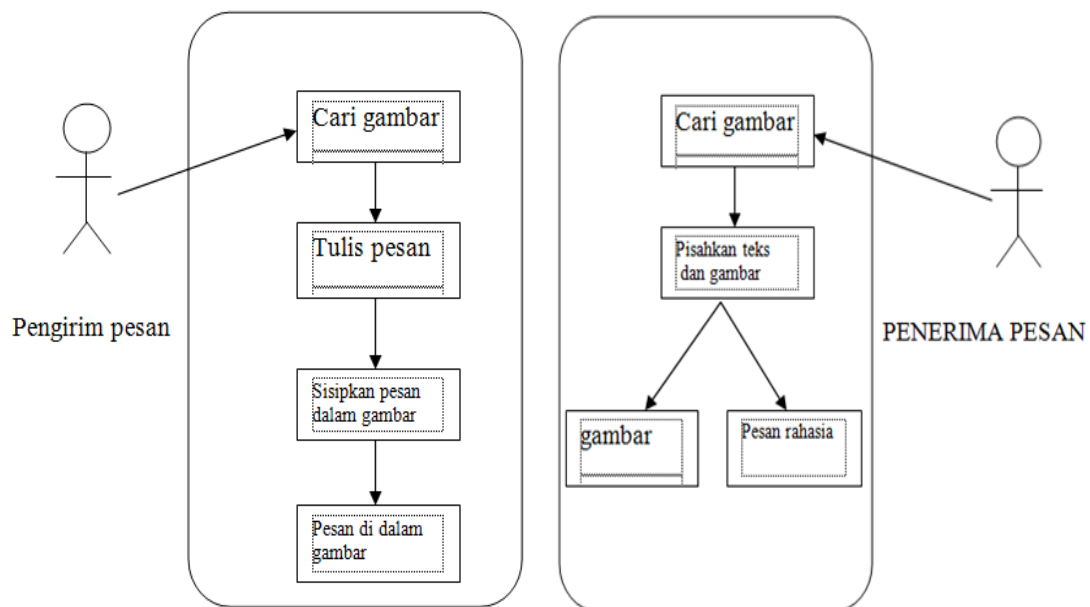 Cari gambar
Tulis pesan
Pengirim pesan
Sisipkan pesan
dalam gambar
Pesan di dalam
gambar
Cari gambar
Pisahkan teks
dan gambar
PENERIMA PESAN
gambar
Pesan rahasia